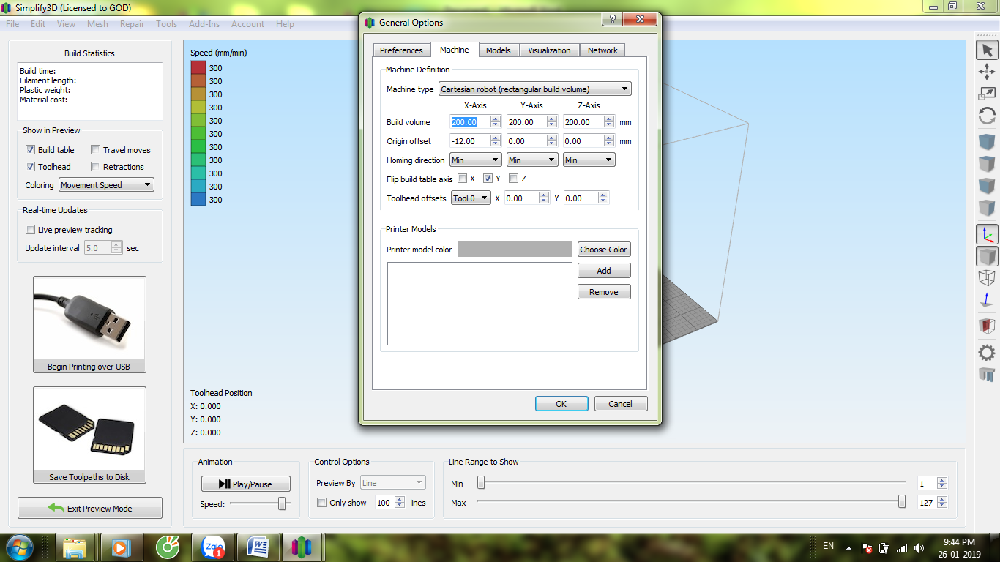 Simplify3D (Licensed to GOD)
File Edit View Mesh Repair Tools Add-Ins Account Help
Build Statistics
Build time:
Filament length:
Plastic weight:
Material cost:
Show in Preview
Build table Travel moves
Toolhead Retractions
Coloring Movement Speed
Real-time Updates
Live preview tracking
Update interval 5.0 sec
Begin Printing over USB
Save Toolpaths to Disk
Exit Preview Mode
Speed (mm/min)
300
300
300
300
300
300
300
300
300
300
300
Toolhead Position
X: 0.000
Y: 0.000
Z: 0.000
General Options
Preferences Machine Models Visualization Network
Machine Definition
Machine type Cartesian robot (rectangular build volume)
X-Axis Y-Axis Z-Axis
Build volume 200.00 200.00 200.00 mm
Origin offset -12.00 0.00 0.00 mm
Homing direction Min Min Min
Flip build table axis X Y Z
Toolhead offsets Tool 0 X 0.00 Y 0.00
Printer Models
Printer model color Choose Color
Add
Remove
OK Cancel
Animation
Play/Pause
Speed:
Control Options
Preview By Line
Only show 100 lines
Line Range to Show
Min 1
Max 127
Zalo 1
EN
9:44 PM
26-01-2019